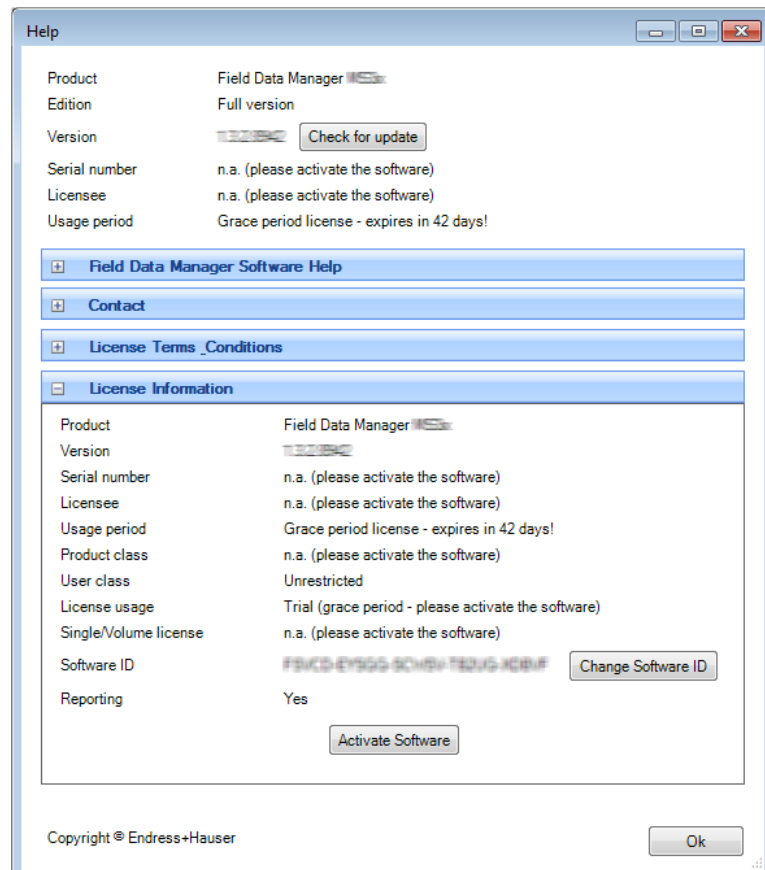 Help
Product Field Data Manager
Edition Full version
Version Check for update
Serial number n.a. (please activate the software)
Licensee n.a. (please activate the software)
Usage period Grace period license - expires in 42 days!
Field Data Manager Software Help
Contact
License Terms _Conditions
License Information
Product Field Data Manager
Version
Serial number n.a. (please activate the software)
Licensee n.a. (please activate the software)
Usage period Grace period license - expires in 42 days!
Product class n.a. (please activate the software)
User class Unrestricted
License usage Trial (grace period - please activate the software)
Single/Volume license n.a. (please activate the software)
Software ID Change Software ID
Reporting Yes
Activate Software
Copyright © Endress+Hauser Ok